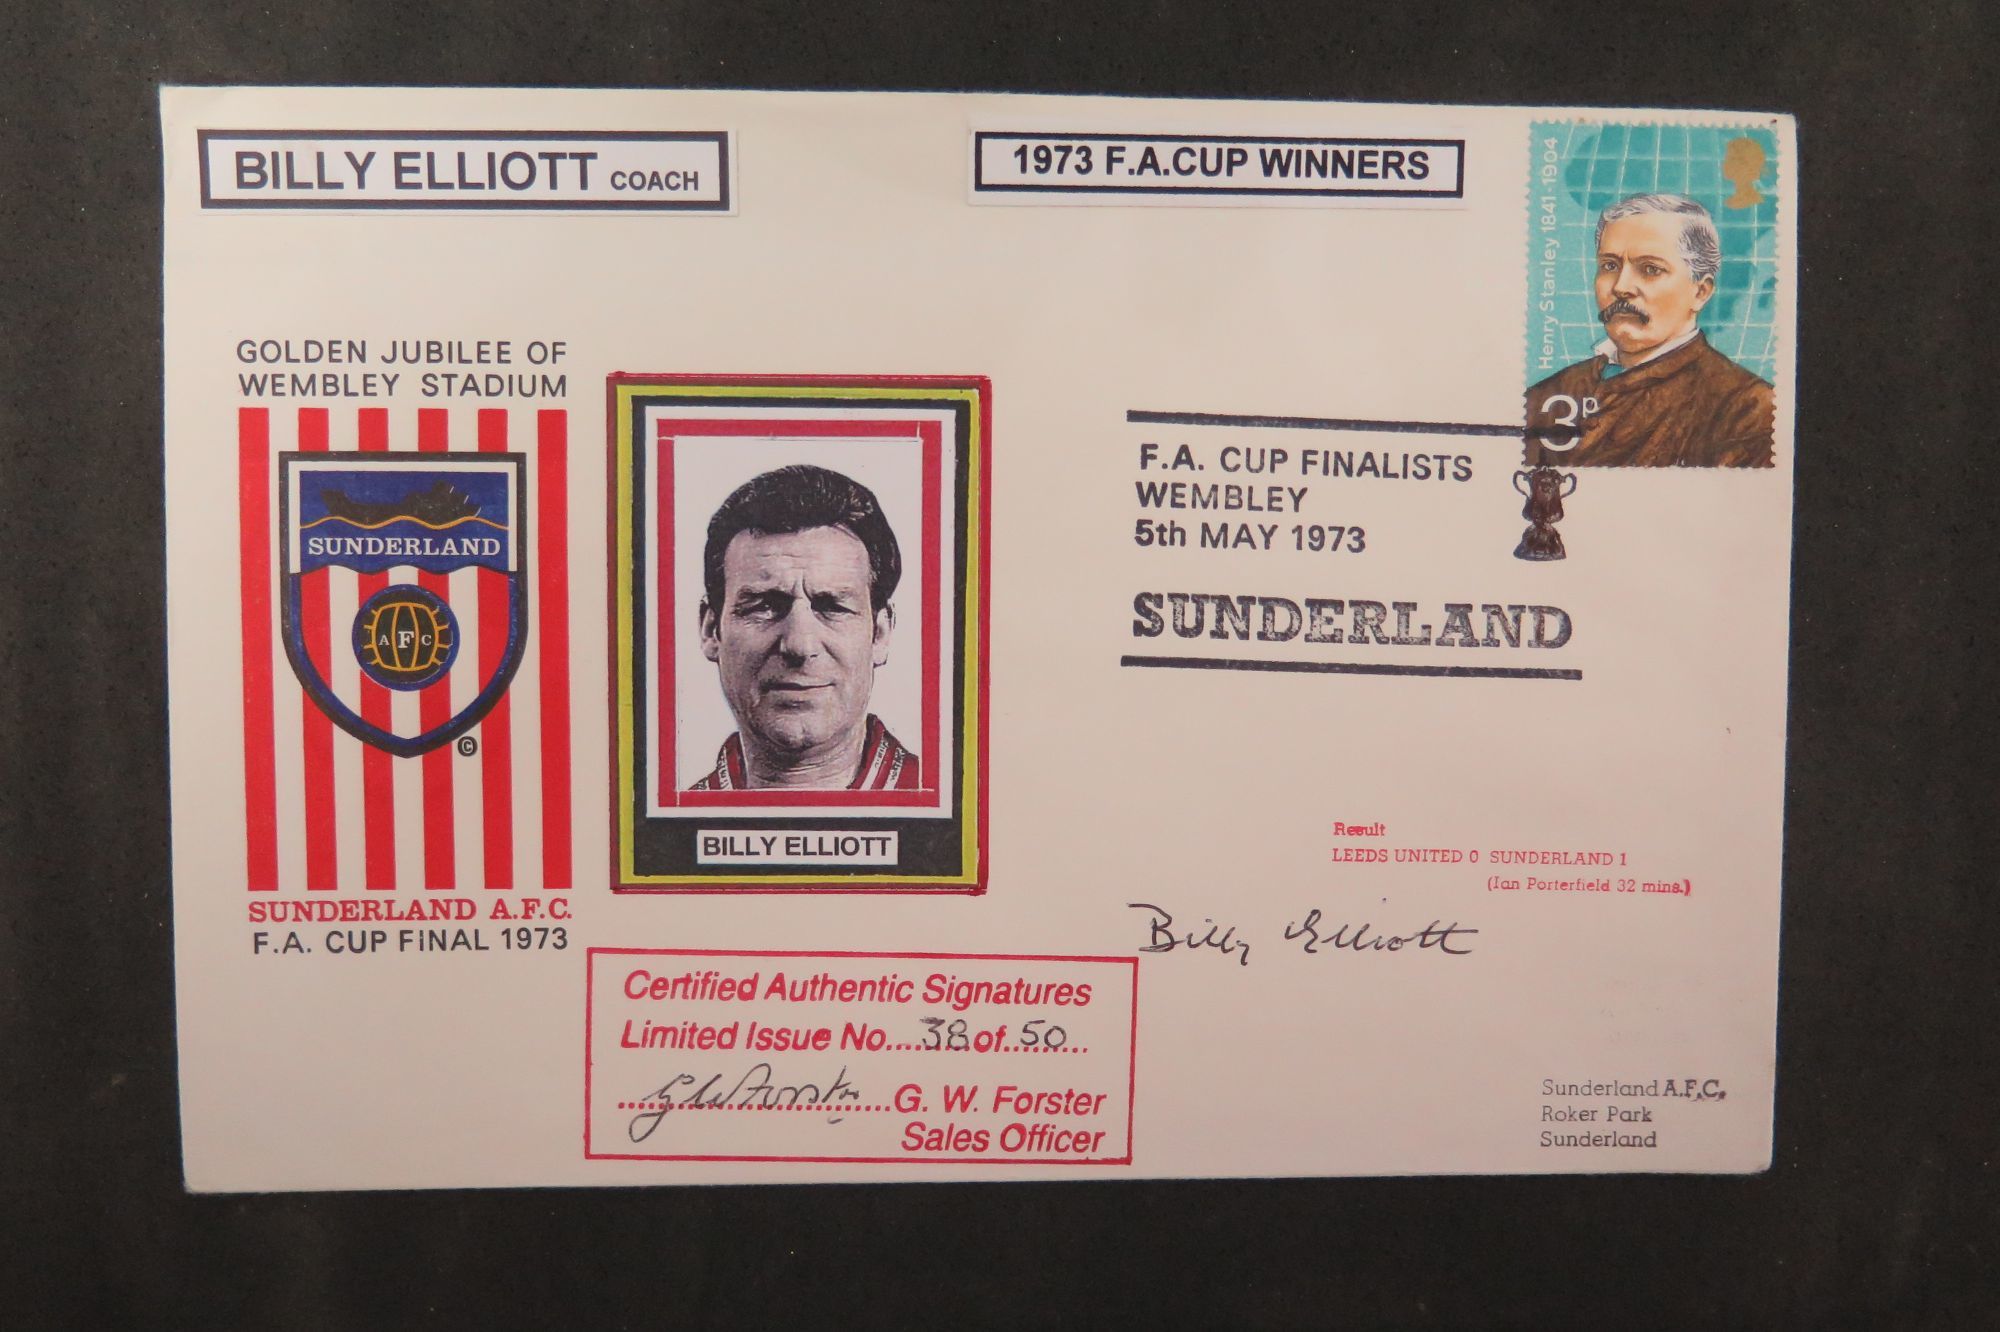 BILLY ELLIOTT COACH
1973 F.A.CUP WINNERS
Henry Stanley 1841-1904
3p
GOLDEN JUBILEE OF
WEMBLEY STADIUM
SUNDERLAND
A F C
©
SUNDERLAND A.F.C.
F.A. CUP FINAL 1973
BILLY ELLIOTT
F.A. CUP FINALISTS
WEMBLEY
5th MAY 1973
SUNDERLAND
Result
LEEDS UNITED 0 SUNDERLAND 1
(Ian Porterfield 32 mins.)
Billy Elliott
Certified Authentic Signatures
Limited Issue No....38.of.50...
G W Forster G. W. Forster
Sales Officer
Sunderland A.F.C.
Roker Park
Sunderland